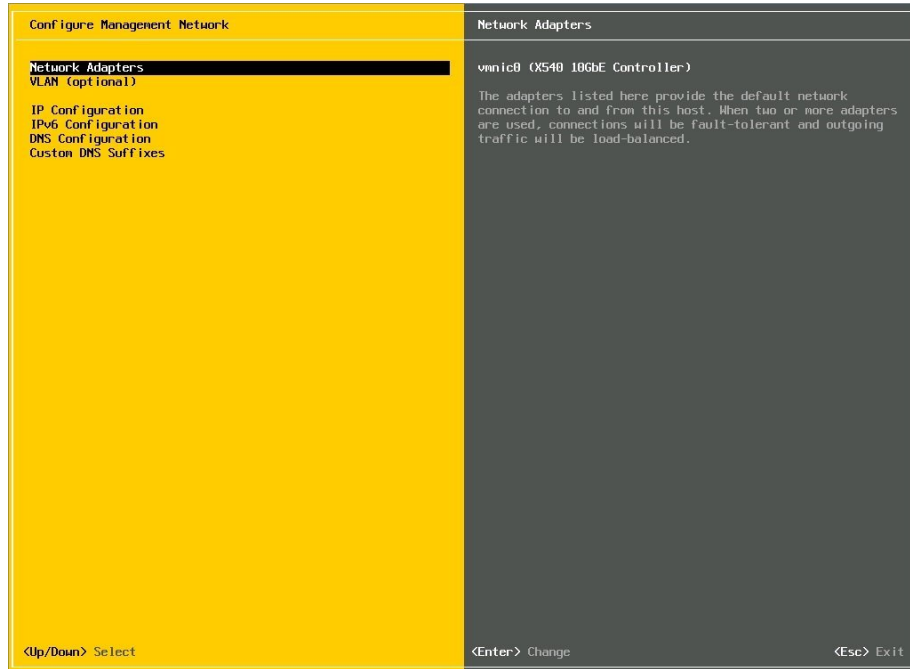 Configure Management Network
Network Adapters
Network Adapters
VLAN (optional)
IP Configuration
IPv6 Configuration
DNS Configuration
Custom DNS Suffixes
vmnic0 (X540 10GbE Controller)
The adapters listed here provide the default network
connection to and from this host. When two or more adapters
are used, connections will be fault-tolerant and outgoing
traffic will be load-balanced.
<Up/Down> Select
<Enter> Change
<Esc> Exit